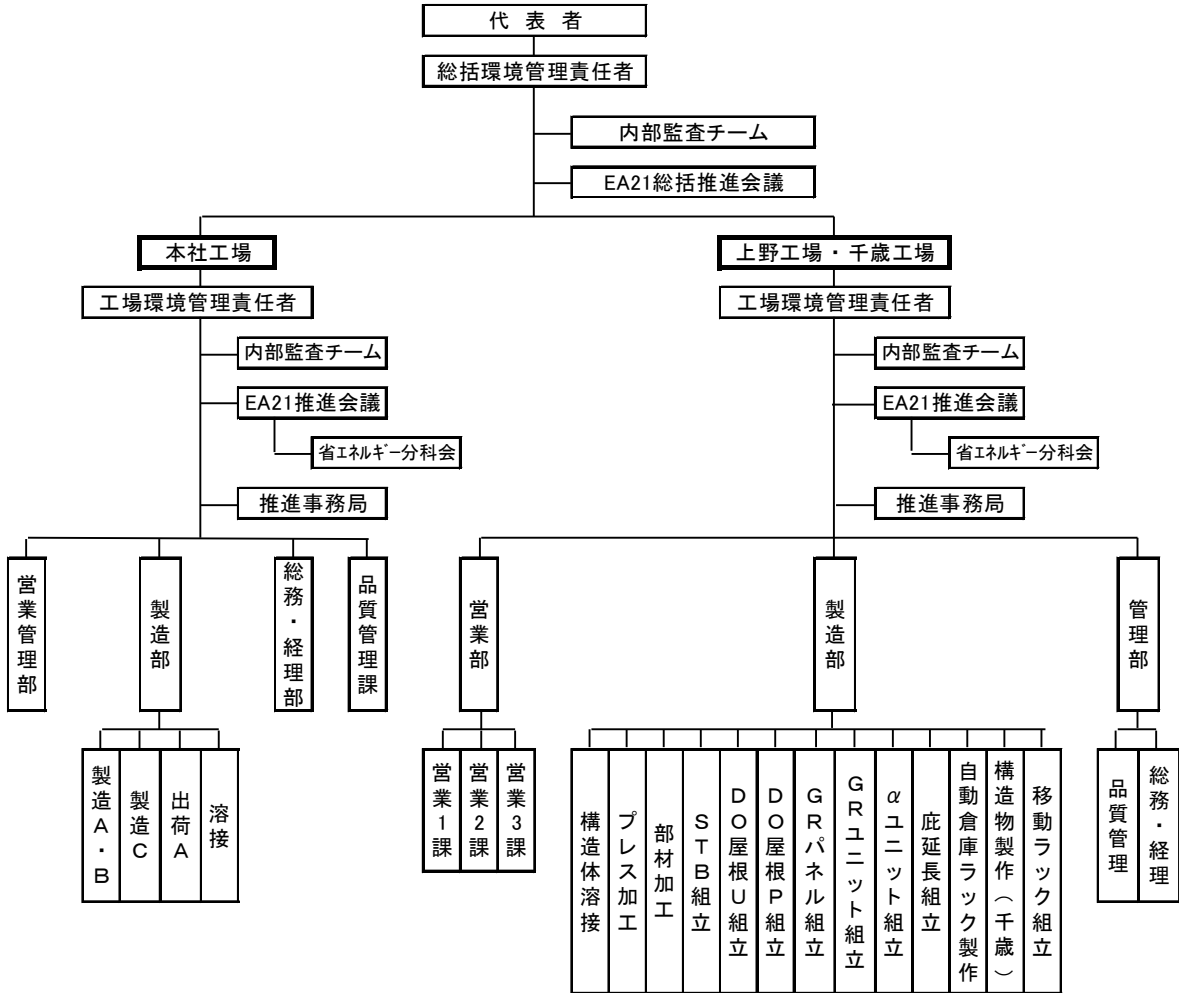 代表者
総括環境管理責任者
内部監査チーム
EA21総括推進会議
本社工場
上野工場・千歳工場
工場環境管理責任者
工場環境管理責任者
内部監査チーム
内部監査チーム
EA21推進会議
EA21推進会議
省エネルギー分科会
省エネルギー分科会
推進事務局
推進事務局
営業管理部
製造部
総務・経理部
品質管理課
営業部
製造部
管理部
製造A・B
製造C
出荷A
溶接
営業1課
営業2課
営業3課
構造体溶接
プレス加工
部材加工
STB組立
DO屋根U組立
DO屋根P組立
GRパネル組立
GRユニット組立
αユニット組立
庇延長組立
自動倉庫ラック製作
構造物製作(千歳)
移動ラック組立
品質管理
総務・経理